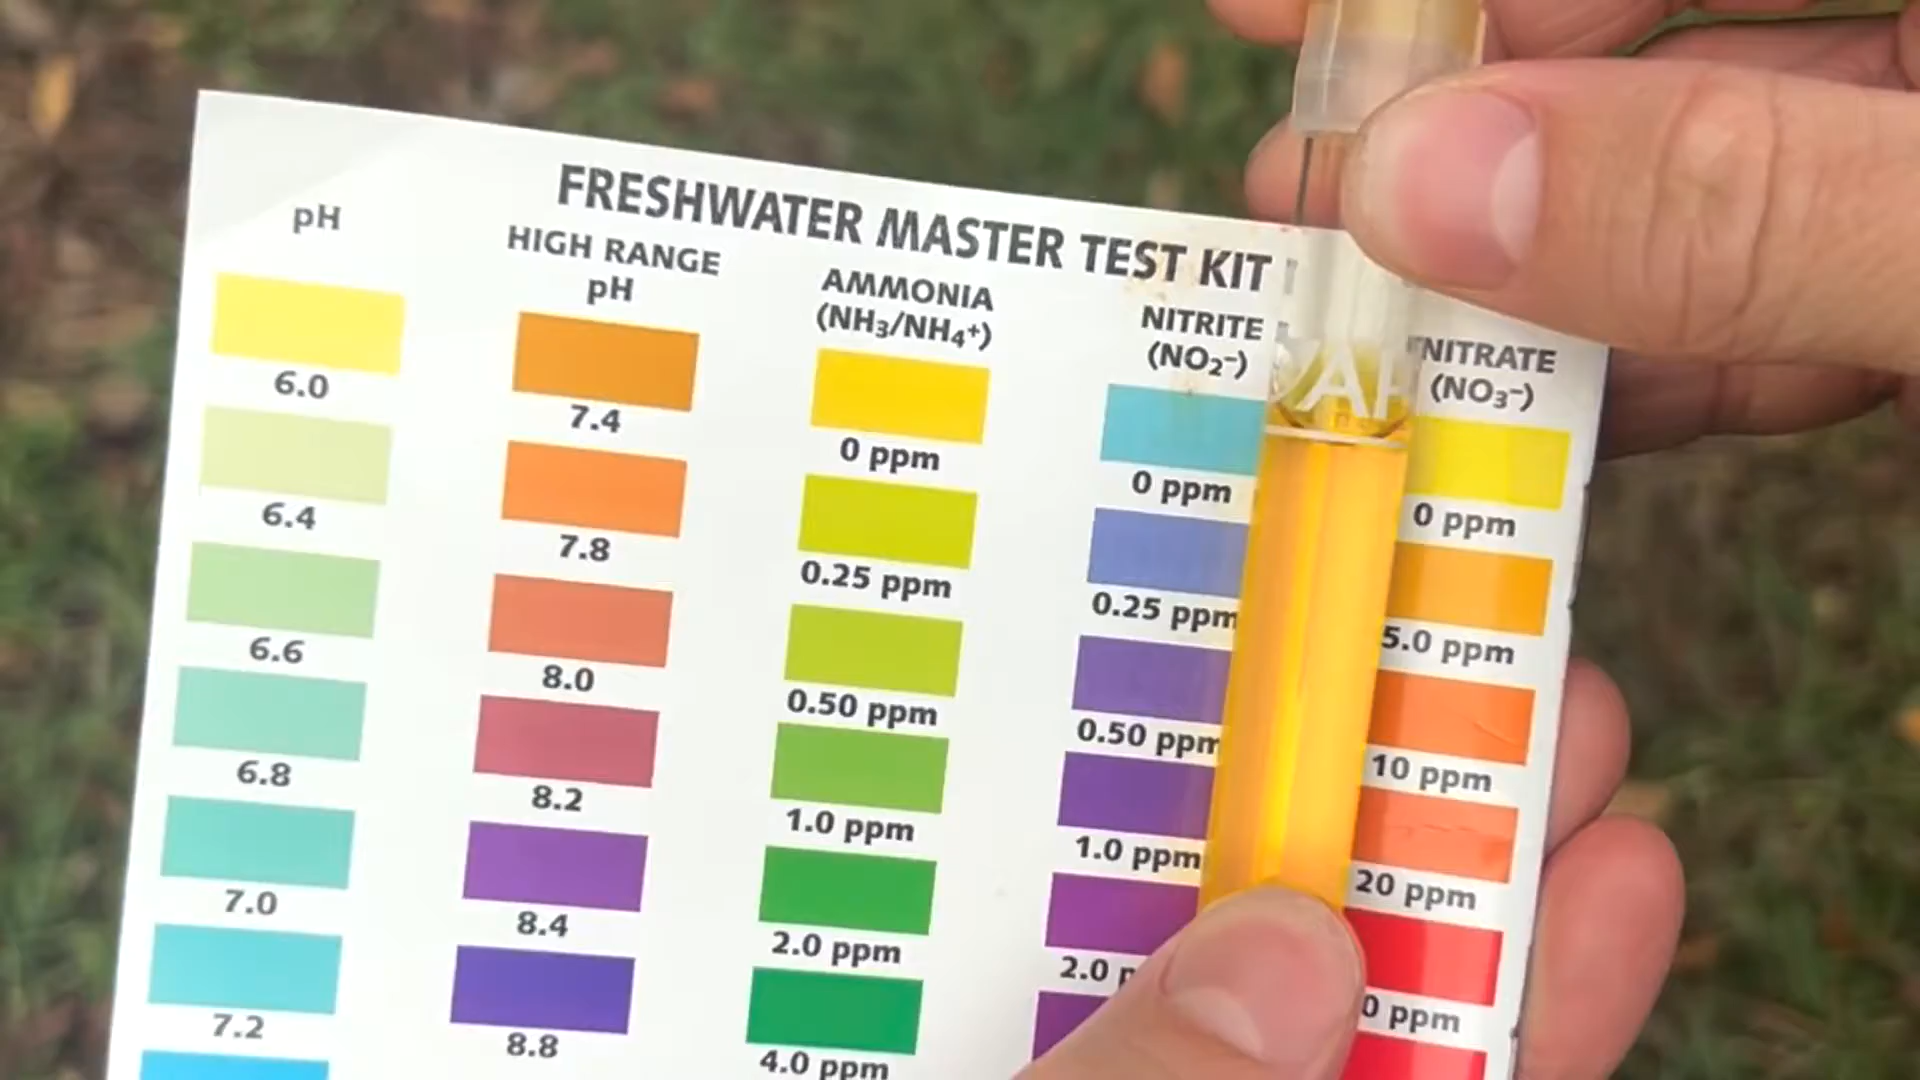 FRESHWATER MASTER TEST KIT
pH
6.0
6.4
6.6
6.8
7.0
7.2
HIGH RANGE
pH
7.4
7.8
8.0
8.2
8.4
8.8
AMMONIA
(NH₃/NH₄⁺)
0 ppm
0.25 ppm
0.50 ppm
1.0 ppm
2.0 ppm
4.0 ppm
NITRITE
(NO₂⁻)
0 ppm
0.25 ppm
0.50 ppm
1.0 ppm
2.0
NITRATE
(NO₃⁻)
0 ppm
5.0 ppm
10 ppm
20 ppm
ppm